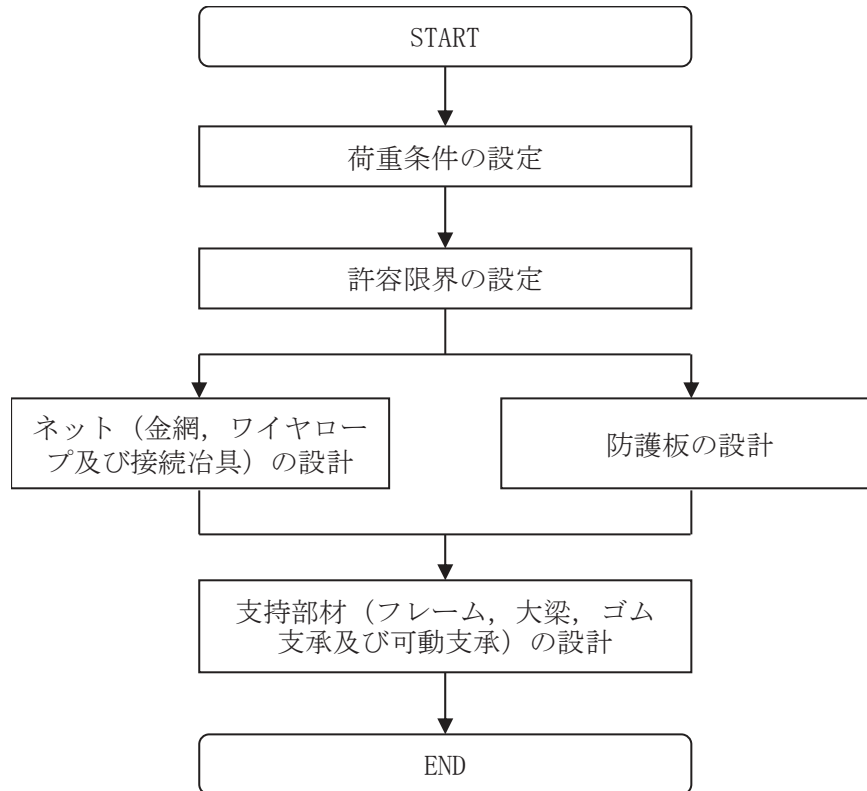 START
荷重条件の設定
許容限界の設定
ネット（金網，ワイヤロー
プ及び接続冶具）の設計
防護板の設計
支持部材（フレーム，大梁，ゴム
支承及び可動支承）の設計
END